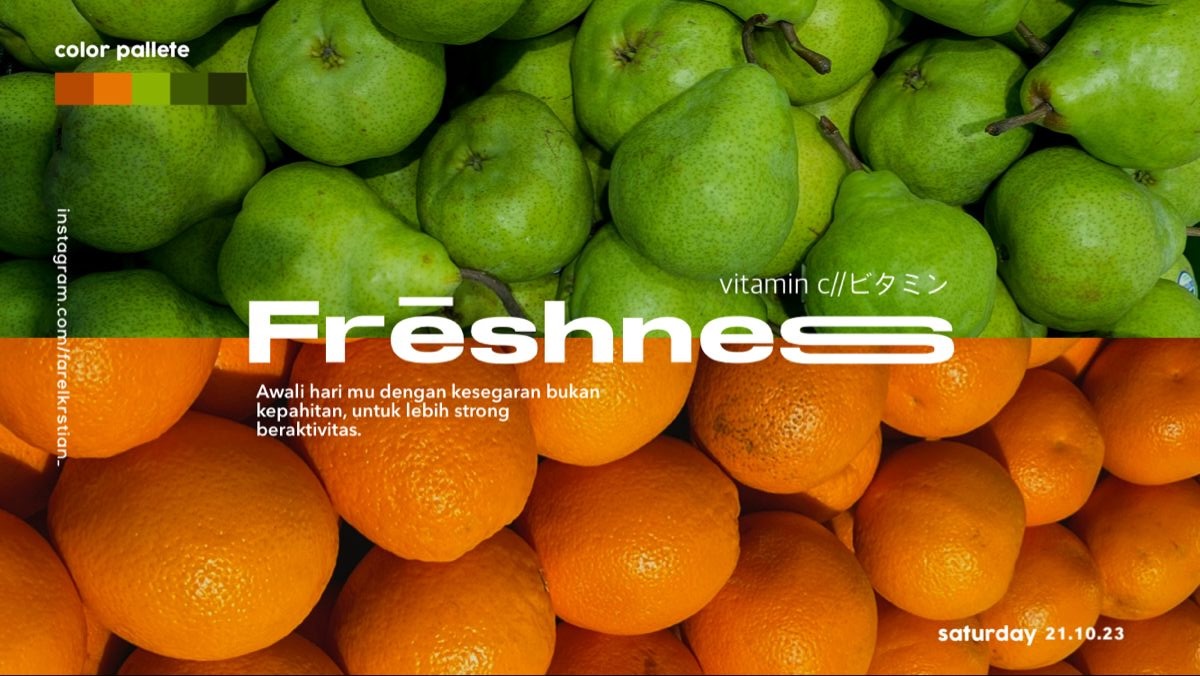 color pallete
instagram.com/farelkrstian_
vitamin c//ビタミン
Frēshness
Awali hari mu dengan kesegaran bukan
kepahitan, untuk lebih strong
beraktivitas.
saturday 21.10.23